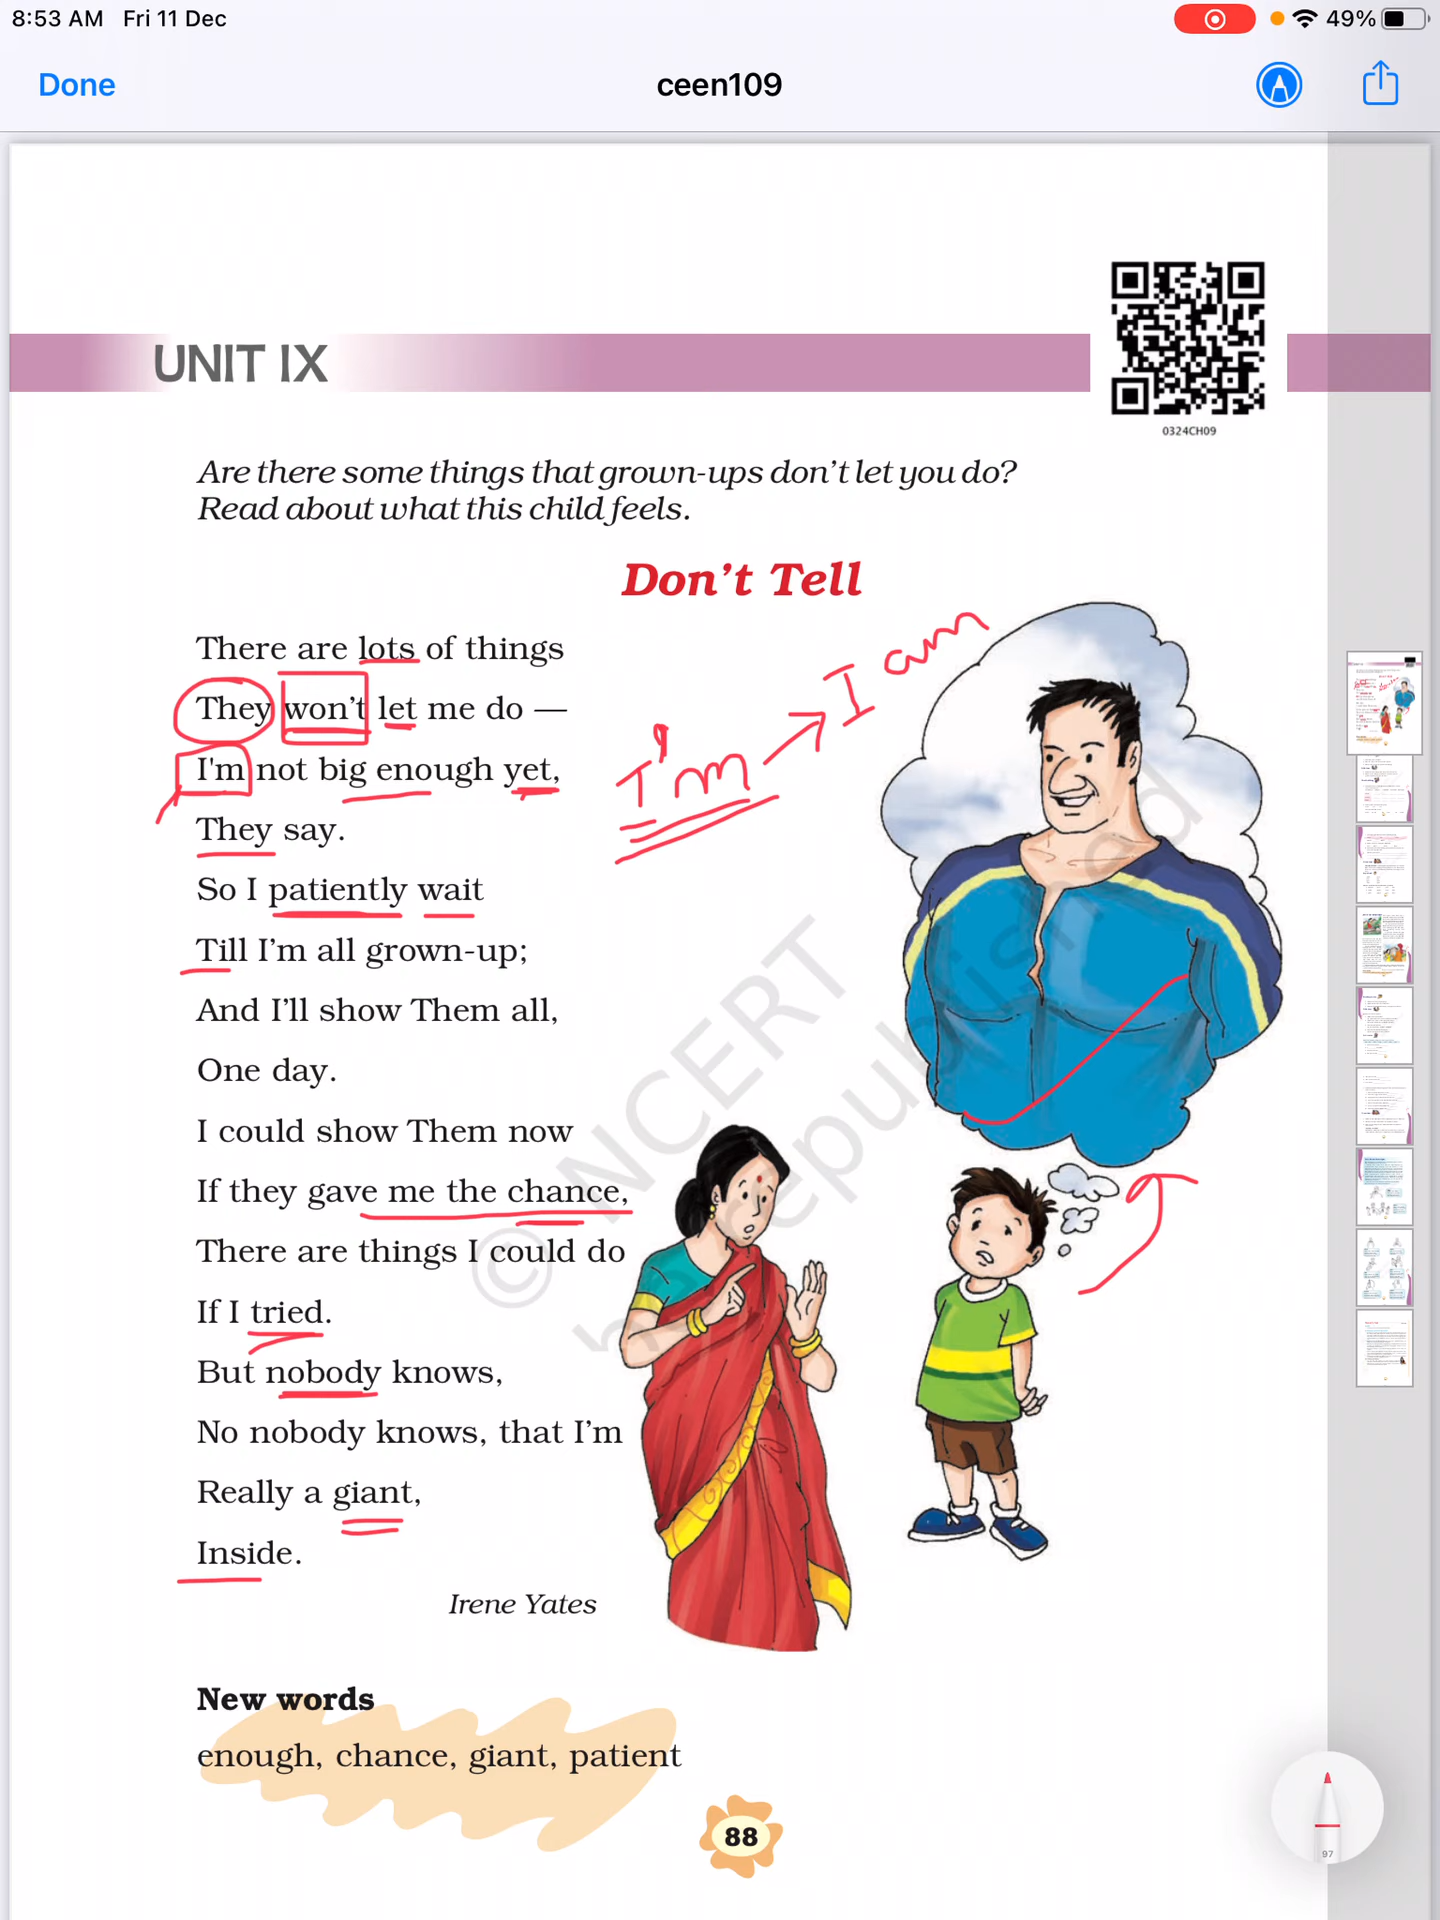 8:53 AM Fri 11 Dec
49%
Done
ceen109
UNIT IX
0324CH09
Are there some things that grown-ups don't let you do?
Read about what this child feels.
Don't Tell
There are lots of things
They won't let me do —
I'm not big enough yet,
They say.
So I patiently wait
Till I'm all grown-up;
And I'll show Them all,
One day.
I could show Them now
If they gave me the chance,
There are things I could do
If I tried.
But nobody knows,
No nobody knows, that I'm
Really a giant,
Inside.
Irene Yates
I'm → I am
© NCERT
republished
New words
enough, chance, giant, patient
88
97